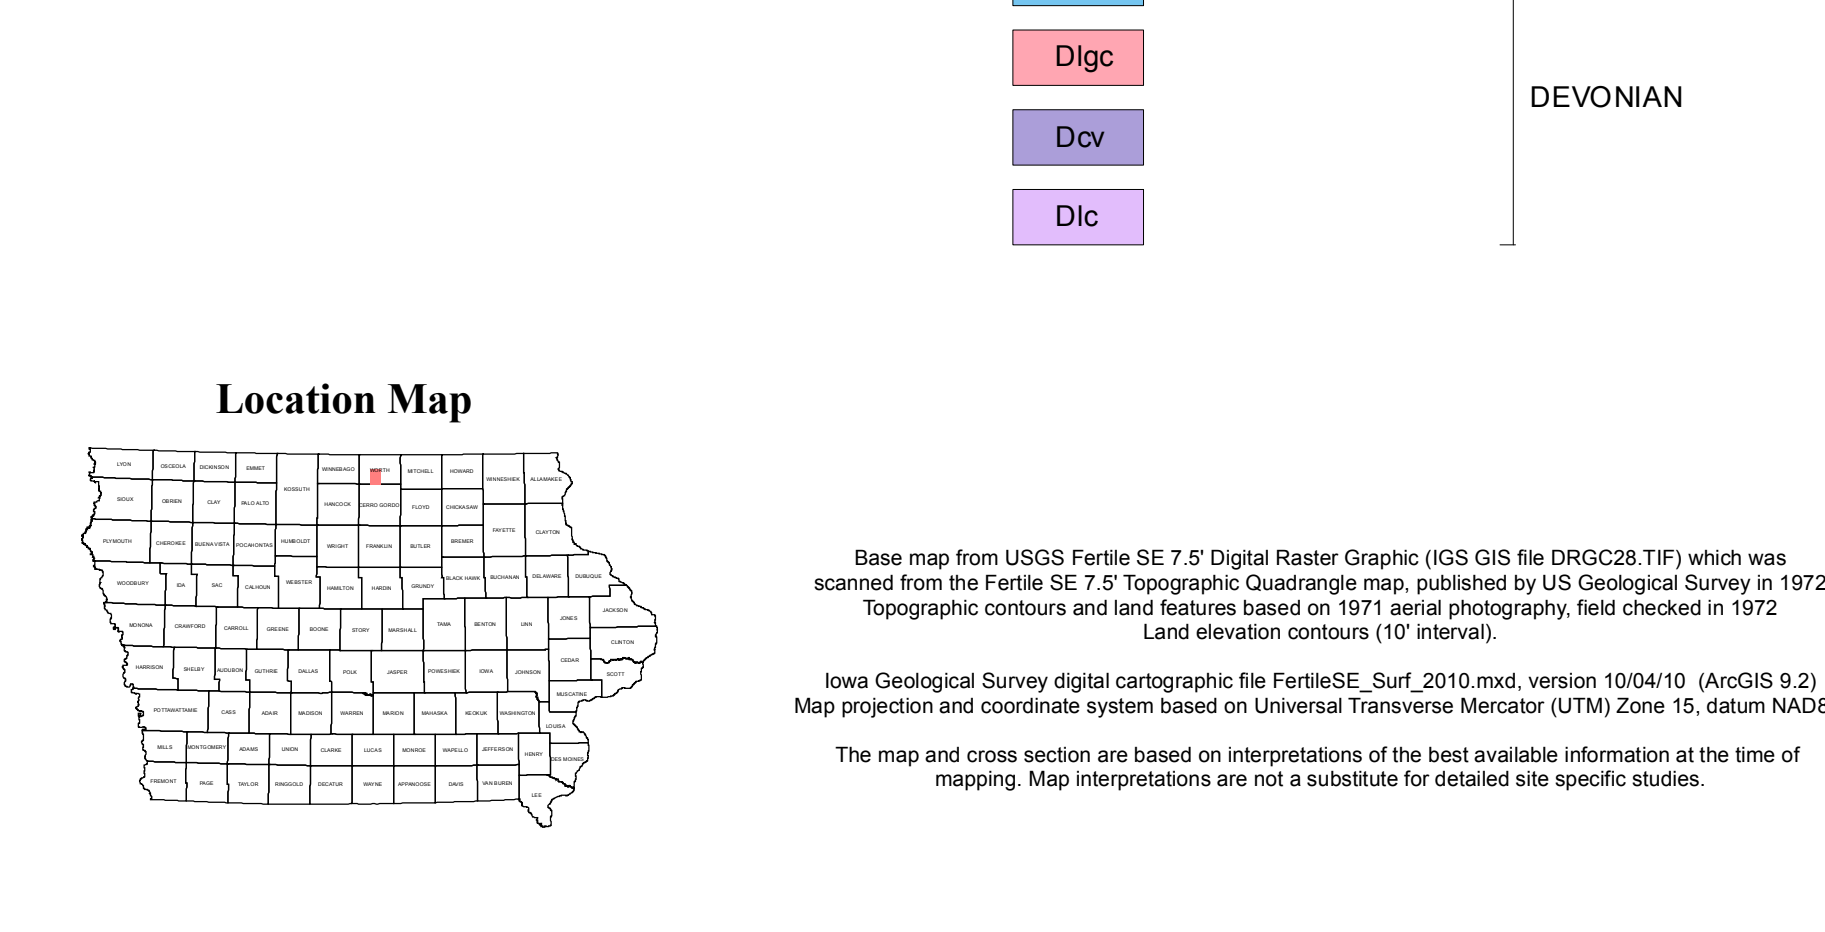 DIgc
DEVONIAN
Dcv
DIc
Location Map
LYON OSCEOLA DICKINSON EMMET WINNEBAGO WORTH MITCHELL HOWARD
KOSSUTH WINNESHIEK ALLAMAKEE
SIOUX OBRIEN CLAY PALO ALTO HANCOCK CERRO GORDO FLOYD CHICKASAW
PLYMOUTH CHEROKEE BUENA VISTA POCAHONTAS HUMBOLDT WRIGHT FRANKLIN BUTLER BREMER FAYETTE CLAYTON
WOODBURY IDA SAC CALHOUN WEBSTER HAMILTON HARDIN GRUNDY BLACK HAWK BUCHANAN DELAWARE DUBUQUE
MONONA CRAWFORD CARROLL GREENE BOONE STORY MARSHALL TAMA BENTON LINN JONES JACKSON
CLINTON
HARRISON SHELBY AUDUBON GUTHRIE DALLAS POLK JASPER POWESHIEK IOWA JOHNSON CEDAR SCOTT
MUSCATINE
POTTAWATTAMIE CASS ADAIR MADISON WARREN MARION MAHASKA KEOKUK WASHINGTON LOUISA
MILLS MONTGOMERY ADAMS UNION CLARKE LUCAS MONROE WAPELLO JEFFERSON HENRY DES MOINES
FREMONT PAGE TAYLOR RINGGOLD DECATUR WAYNE APPANOOSE DAVIS VAN BUREN LEE
Base map from USGS Fertile SE 7.5' Digital Raster Graphic (IGS GIS file DRGC28.TIF) which was
scanned from the Fertile SE 7.5' Topographic Quadrangle map, published by US Geological Survey in 1972
Topographic contours and land features based on 1971 aerial photography, field checked in 1972
Land elevation contours (10' interval).
Iowa Geological Survey digital cartographic file FertileSE_Surf_2010.mxd, version 10/04/10 (ArcGIS 9.2)
Map projection and coordinate system based on Universal Transverse Mercator (UTM) Zone 15, datum NAD8
The map and cross section are based on interpretations of the best available information at the time of
mapping. Map interpretations are not a substitute for detailed site specific studies.